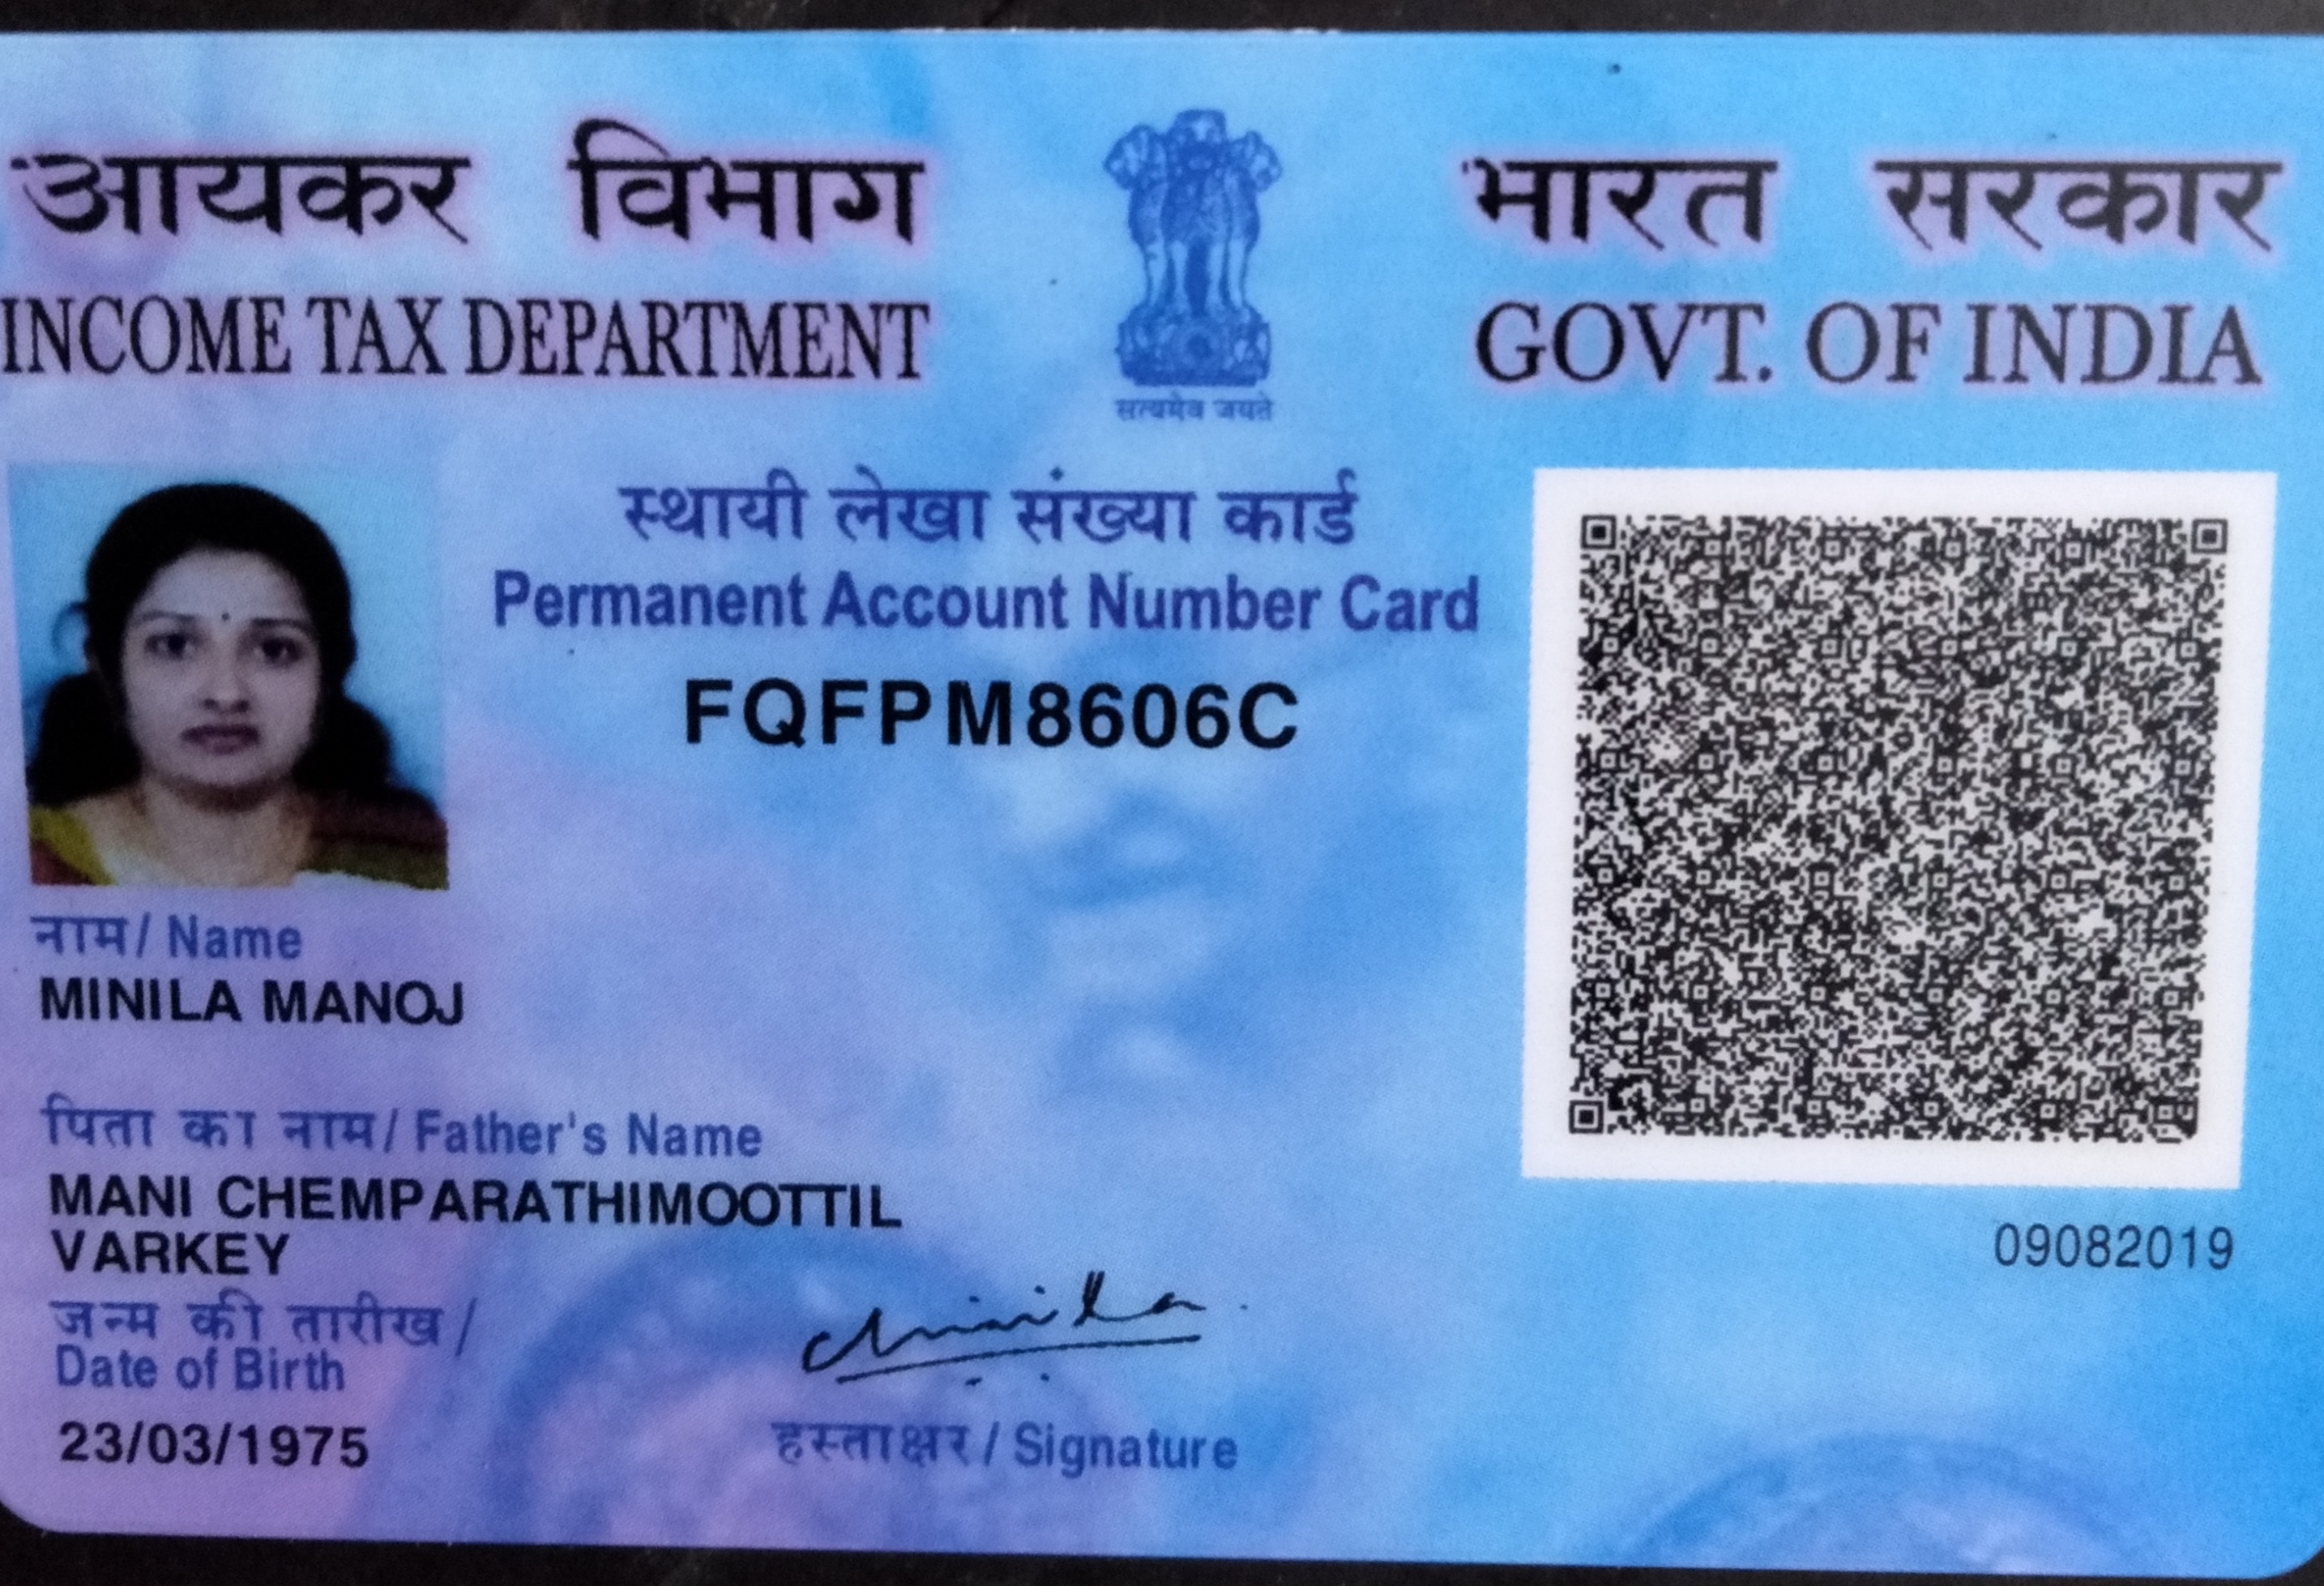 आयकर विभाग
INCOME TAX DEPARTMENT
सत्यमेव जयते
भारत सरकार
GOVT. OF INDIA
स्थायी लेखा संख्या कार्ड
Permanent Account Number Card
FQFPM8606C
नाम/ Name
MINILA MANOJ
पिता का नाम/ Father's Name
MANI CHEMPARATHIMOOTTIL
VARKEY
जन्म की तारीख/
Date of Birth
23/03/1975
Minila
हस्ताक्षर/ Signature
09082019